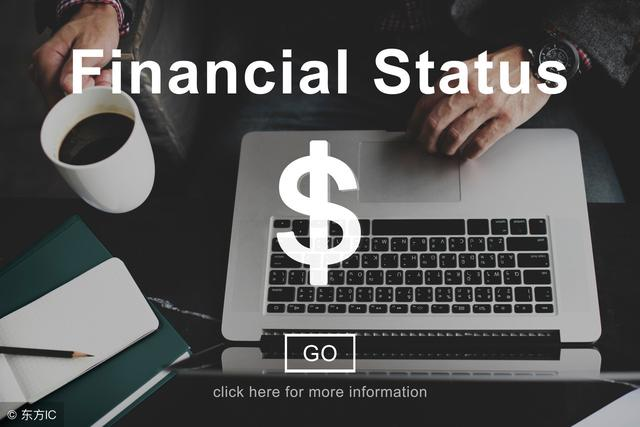 Financial Status
$
GO
click here for more information
© 东方IC